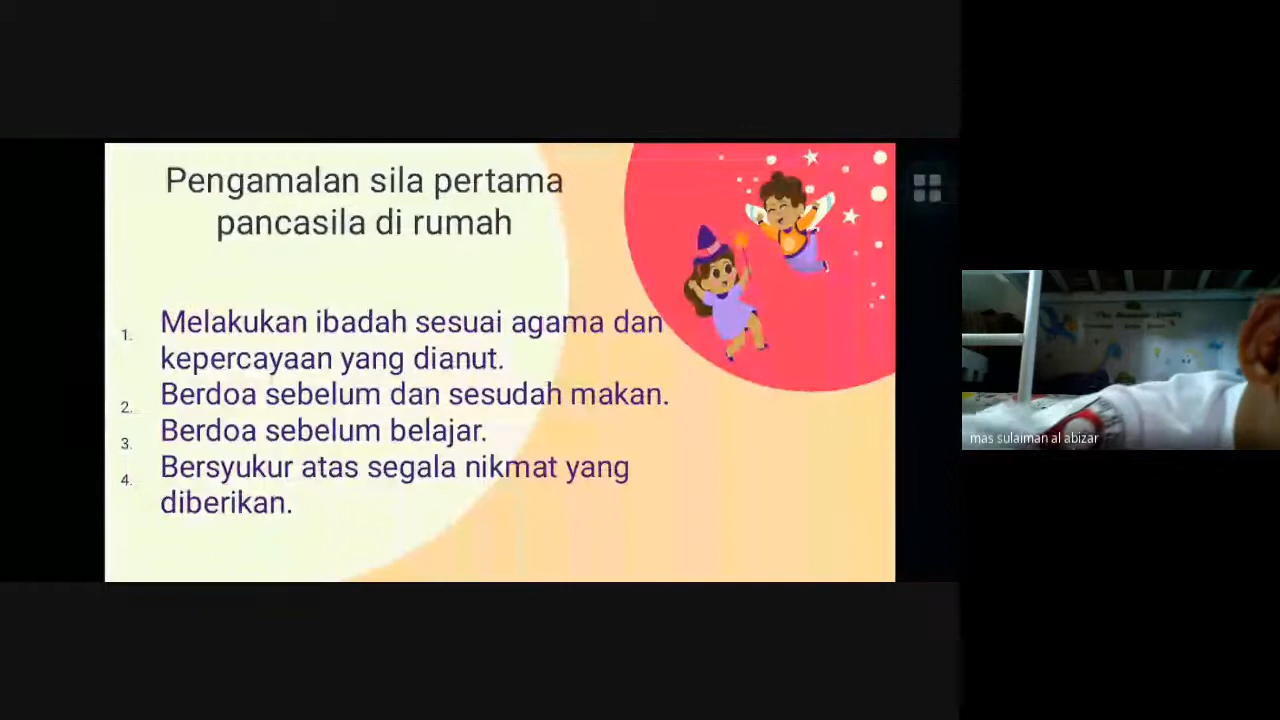 Pengamalan sila pertama
pancasila di rumah
1. Melakukan ibadah sesuai agama dan
kepercayaan yang dianut.
2. Berdoa sebelum dan sesudah makan.
3. Berdoa sebelum belajar.
4. Bersyukur atas segala nikmat yang
diberikan.
mas sulaiman al abizar